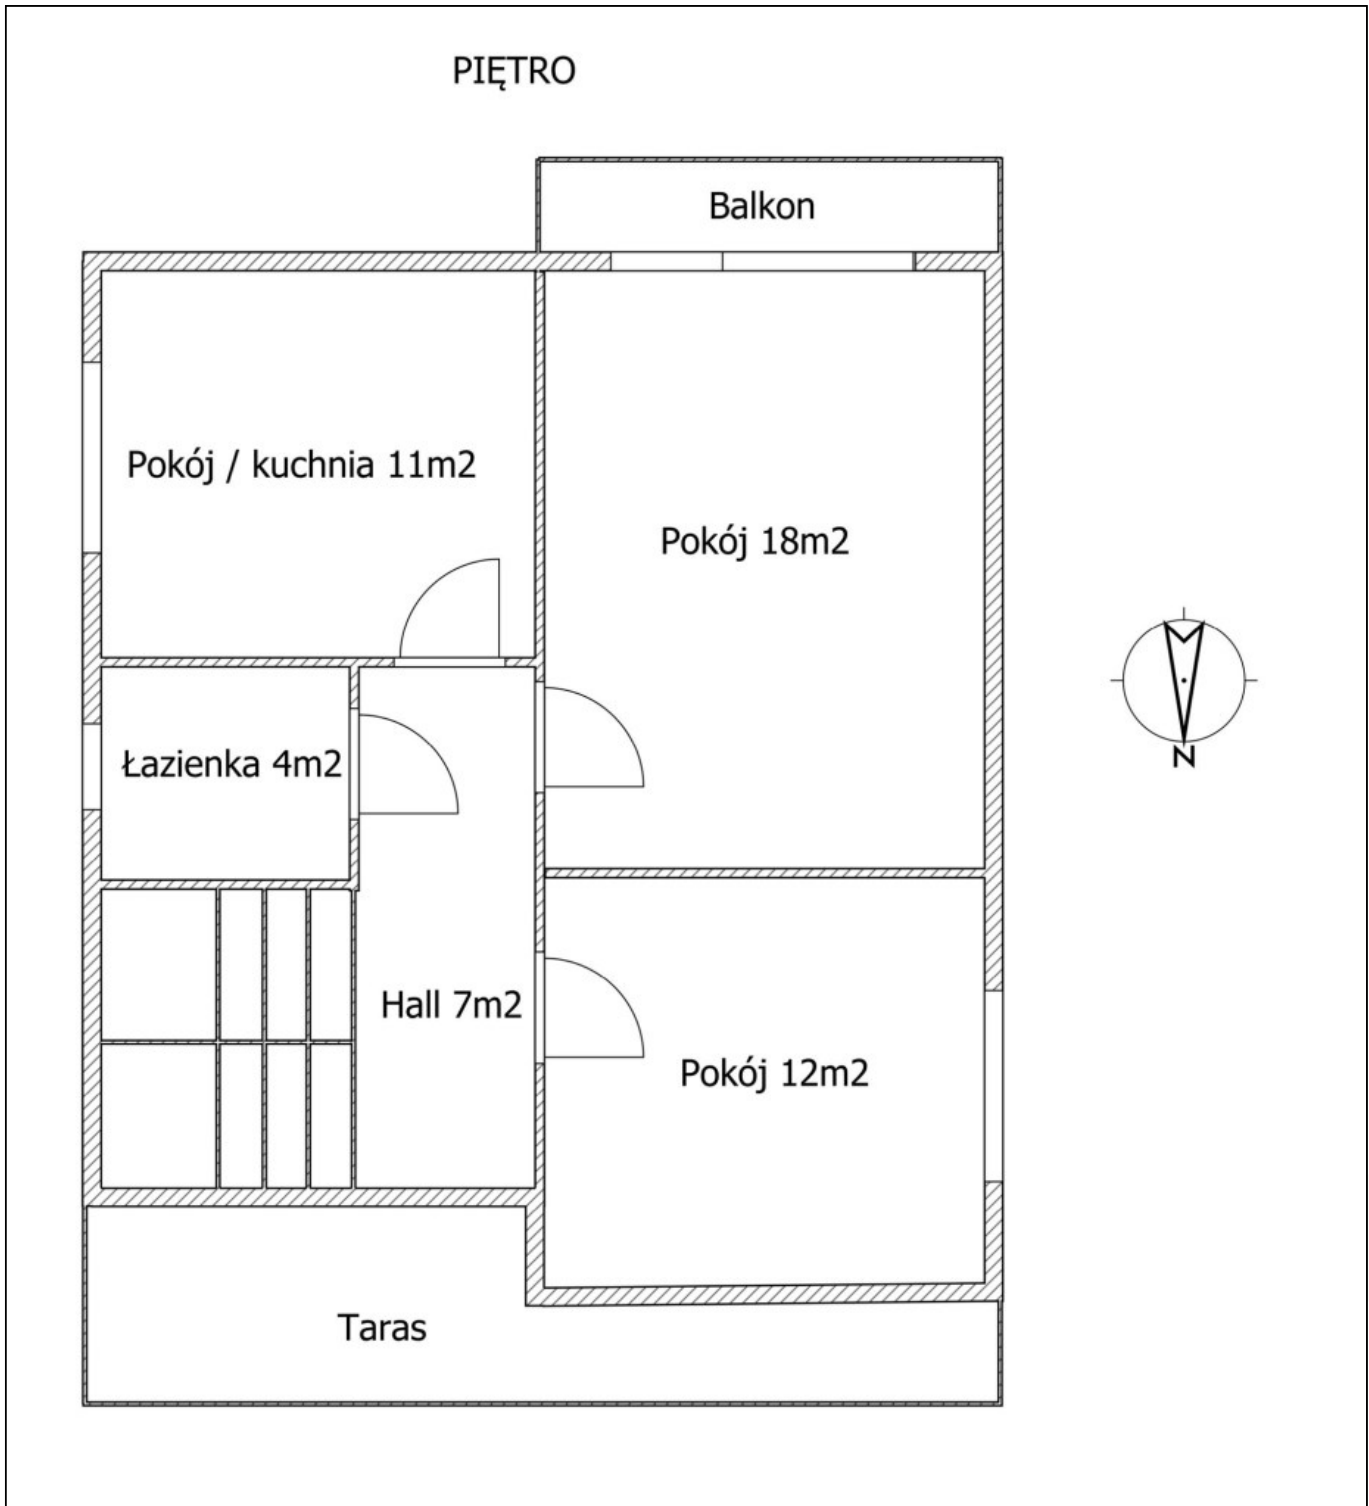 PIĘTRO
Balkon
Pokój / kuchnia 11m2
Pokój 18m2
N
Łazienka 4m2
Hall 7m2
Pokój 12m2
Taras